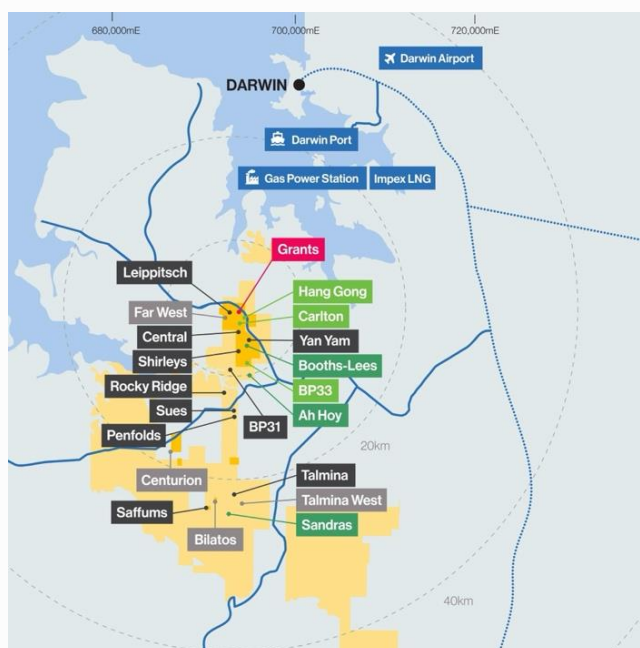 680,000mE
700,000mE
720,000mE
Darwin Airport
DARWIN
Darwin Port
Gas Power Station
Impex LNG
Grants
Leippitsch
Hang Gong
Far West
Carlton
Central
Yan Yam
Shirleys
Booths-Lees
Rocky Ridge
BP33
Sues
Ah Hoy
BP31
Penfolds
20km
Centurion
Talmina
Talmina West
Saffums
Sandras
Bilatos
40km